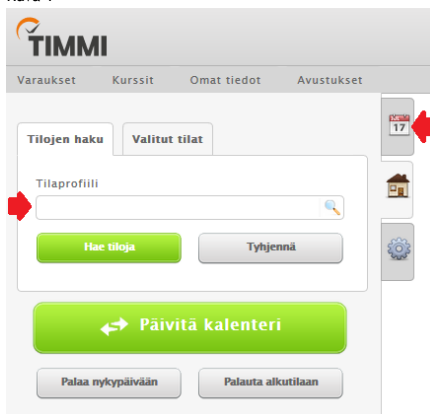 TIMMI
Varaukset Kurssit Omat tiedot Avustukset
17
Tilojen haku Valitut tilat
Tilaprofiili
Hae tiloja Tyhjennä
Päivitä kalenteri
Palaa nykypäivään Palauta alkutilaan